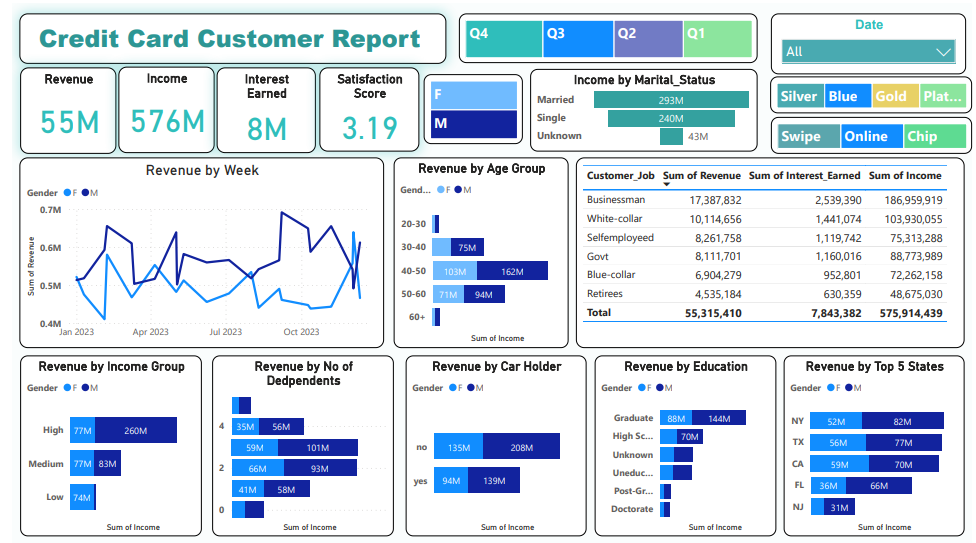 Credit Card Customer Report
Q4 Q3 Q2 Q1
Date
All
Revenue
55M
Income
576M
Interest
Earned
8M
Satisfaction
Score
3.19
F
M
Income by Marital_Status
Married 293M
Single 240M
Unknown 43M
Silver Blue Gold Plat...
Swipe Online Chip
Revenue by Week
Gender F M
Sum of Revenue
0.7M
0.6M
0.5M
0.4M
Jan 2023 Apr 2023 Jul 2023 Oct 2023
Revenue by Age Group
Gend... F M
20-30
30-40 75M
40-50 103M 162M
50-60 71M 94M
60+
Sum of Income
Customer_Job Sum of Revenue Sum of Interest_Earned Sum of Income
Businessman 17,387,832 2,539,390 186,959,919
White-collar 10,114,656 1,441,074 103,930,055
Selfemployeed 8,261,758 1,119,742 75,313,288
Govt 8,111,701 1,160,016 88,773,989
Blue-collar 6,904,279 952,801 72,262,158
Retirees 4,535,184 630,359 48,675,030
Total 55,315,410 7,843,382 575,914,439
Revenue by Income Group
Gender F M
High 77M 260M
Medium 77M 83M
Low 74M
Sum of Income
Revenue by No of
Dedpendents
Gender F M
4 35M 56M
59M 101M
2 66M 93M
41M 58M
0
Sum of Income
Revenue by Car Holder
Gender F M
no 135M 208M
yes 94M 139M
Sum of Income
Revenue by Education
Gender F M
Graduate 88M 144M
High Sc... 70M
Unknown
Uneduc...
Post-Gr...
Doctorate
Sum of Income
Revenue by Top 5 States
Gender F M
NY 52M 82M
TX 56M 77M
CA 59M 70M
FL 36M 66M
NJ 31M
Sum of Income